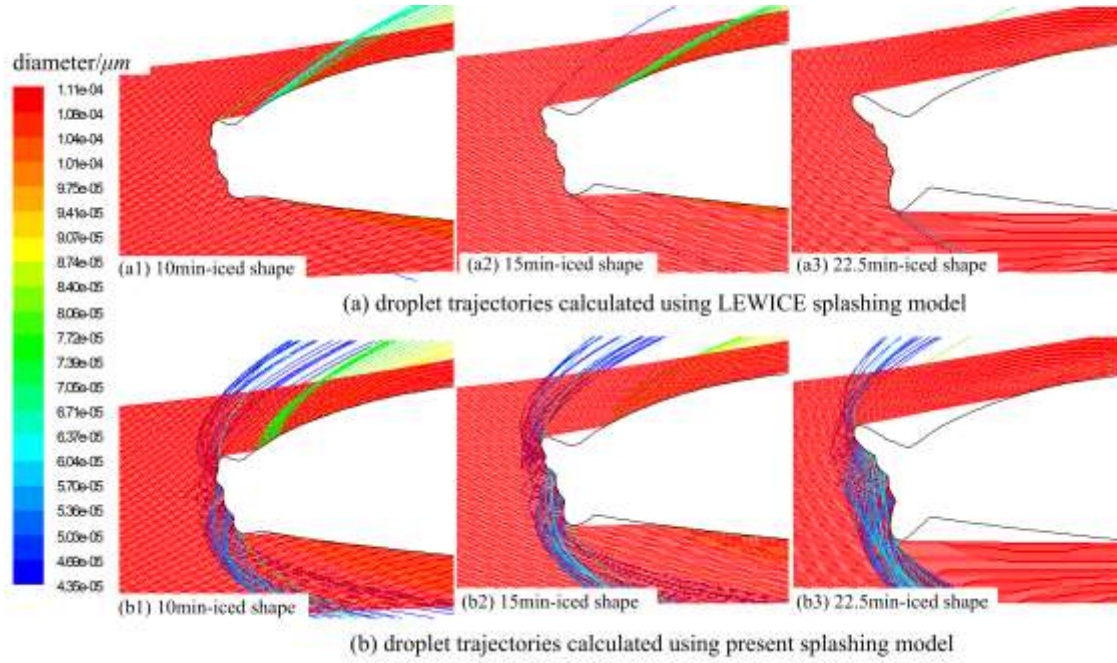 diameter/μm
1.11e-04
1.08e-04
1.04e-04
1.01e-04
9.75e-05
9.41e-05
9.07e-05
8.74e-05
8.40e-05
8.06e-05
7.72e-05
7.39e-05
7.05e-05
6.71e-05
6.37e-05
6.04e-05
5.70e-05
5.36e-05
5.03e-05
4.69e-05
4.35e-05
(a1) 10min-iced shape
(a2) 15min-iced shape
(a3) 22.5min-iced shape
(a) droplet trajectories calculated using LEWICE splashing model
(b1) 10min-iced shape
(b2) 15min-iced shape
(b3) 22.5min-iced shape
(b) droplet trajectories calculated using present splashing model